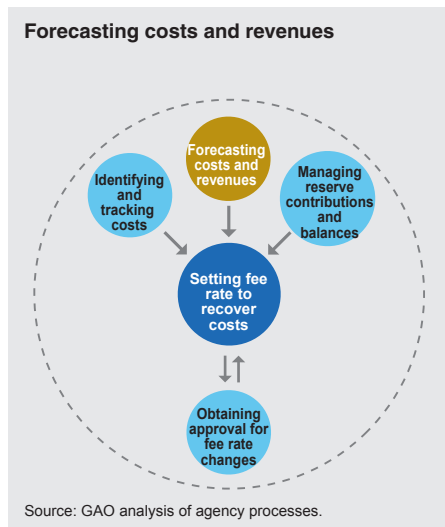 Forecasting costs and revenues
Forecasting
costs and
revenues
Identifying
and
tracking
costs
Managing
reserve
contributions
and
balances
Setting fee
rate to
recover
costs
Obtaining
approval for
fee rate
changes
Source: GAO analysis of agency processes.